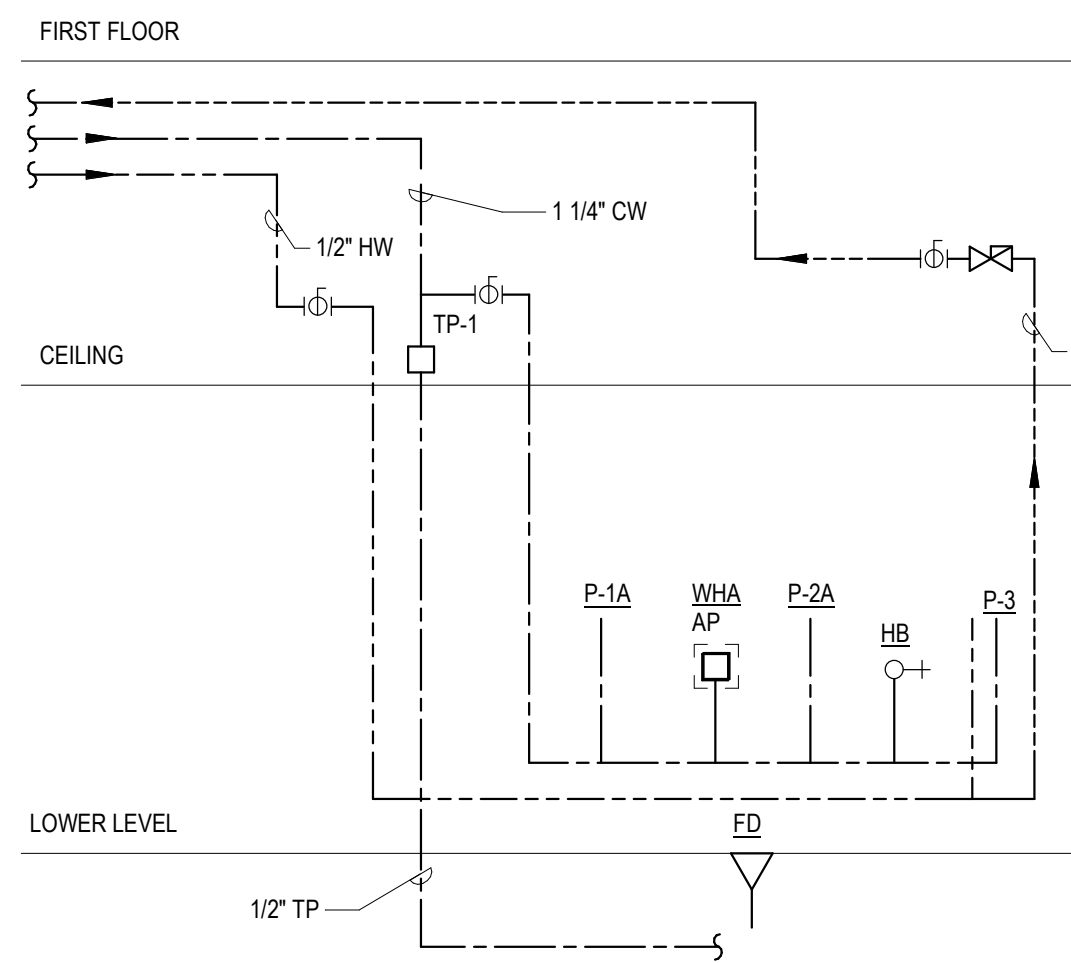 FIRST FLOOR
1 1/4" CW
1/2" HW
TP-1
CEILING
P-1A
WHA
AP
P-2A
HB
P-3
LOWER LEVEL
FD
1/2" TP